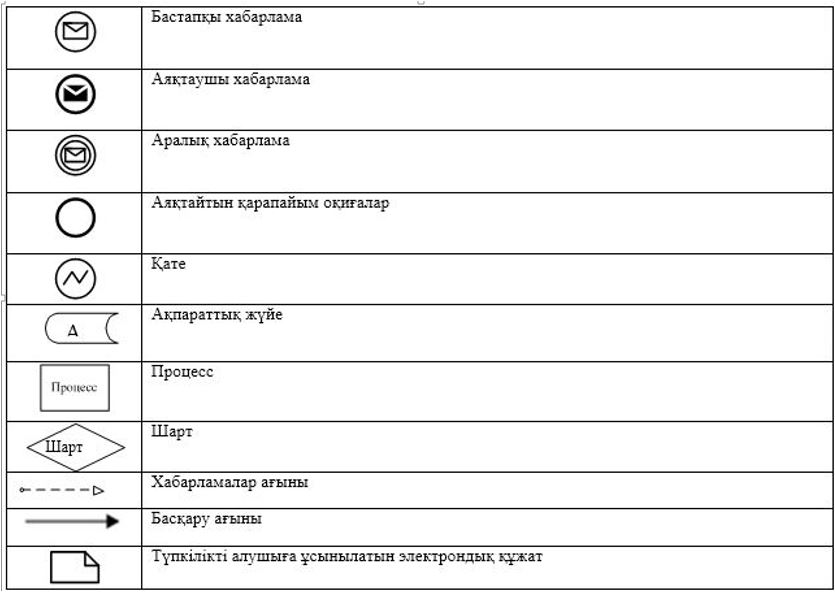 Бастапқы хабарлама
Аяқтаушы хабарлама
Аралық хабарлама
Аяқтайтын қарапайым оқиғалар
Қате
А
Ақпараттық жүйе
Процесс
Процесс
Шарт
Шарт
Хабарламалар ағыны
Басқару ағыны
Түпкілікті алушыға ұсынылатын электрондық құжат